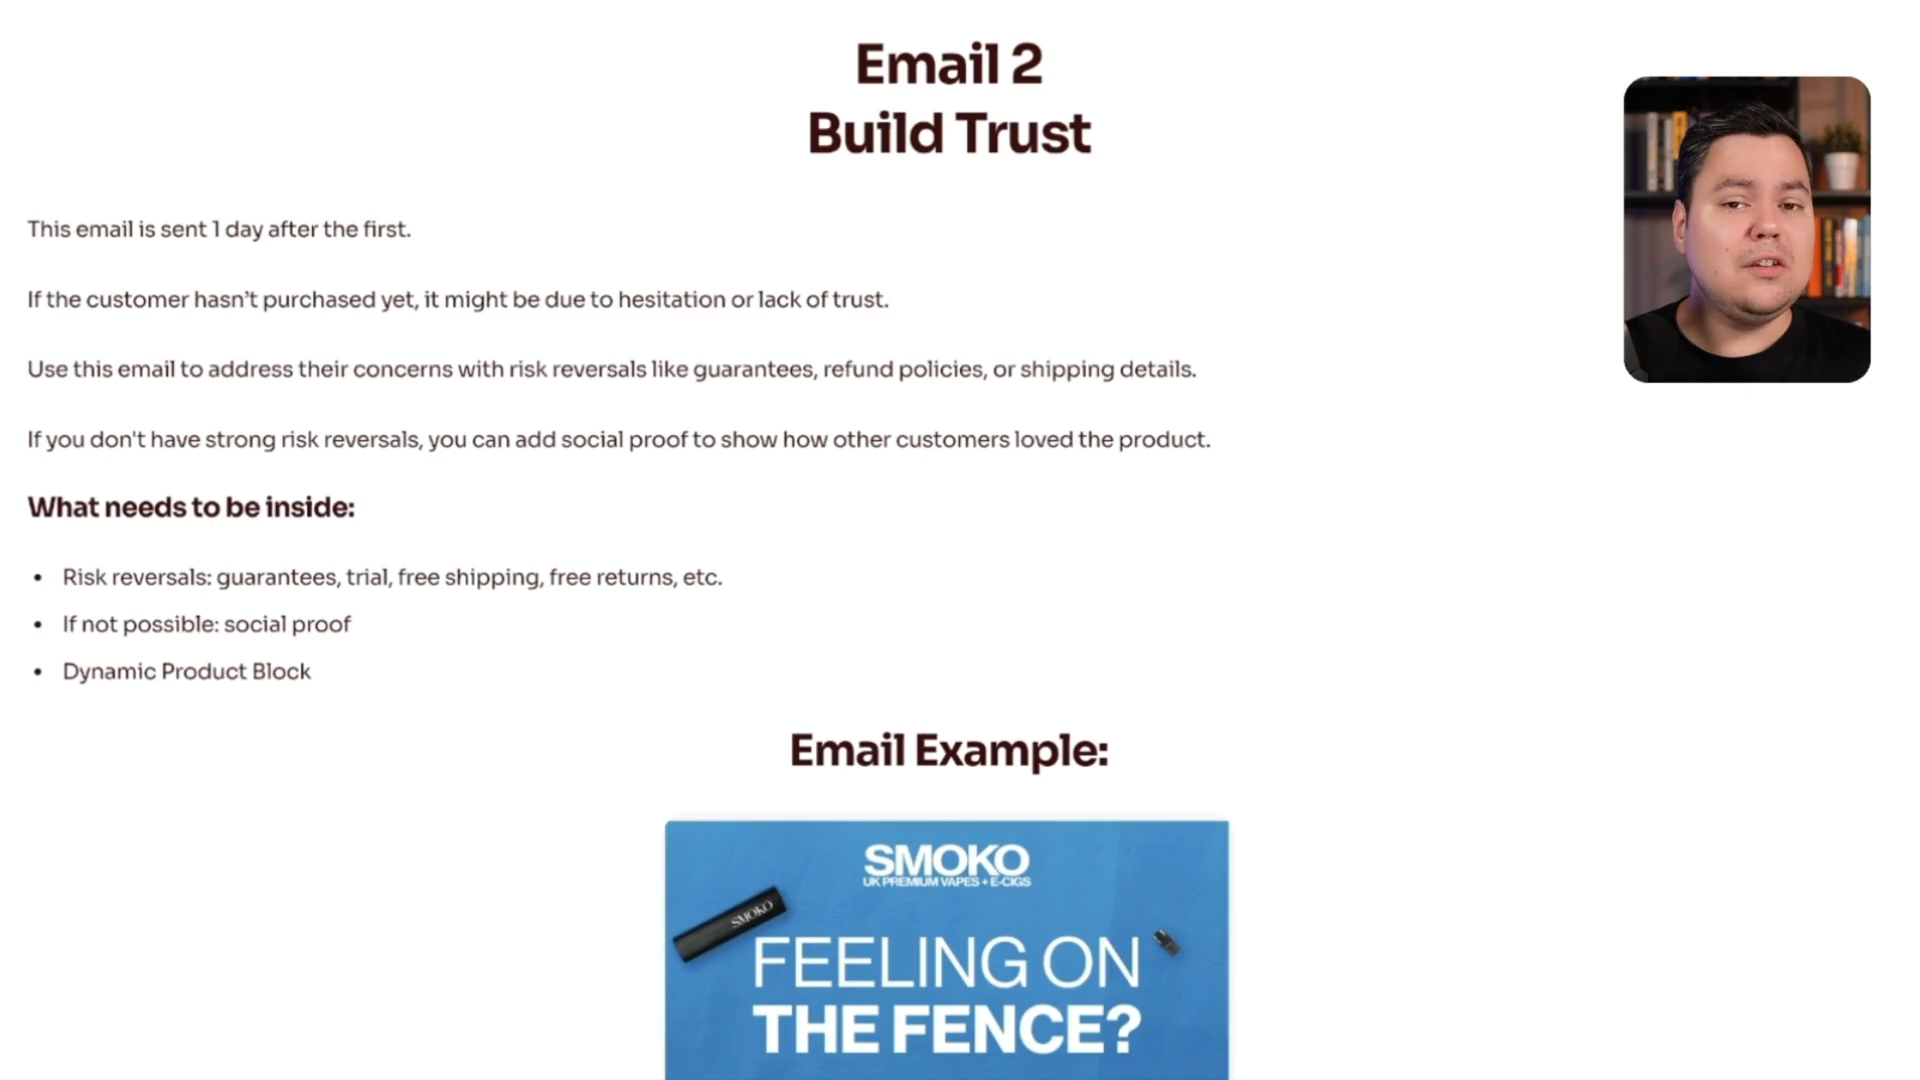 Email 2
Build Trust
This email is sent 1 day after the first.
If the customer hasn’t purchased yet, it might be due to hesitation or lack of trust.
Use this email to address their concerns with risk reversals like guarantees, refund policies, or shipping details.
If you don't have strong risk reversals, you can add social proof to show how other customers loved the product.
What needs to be inside:
• Risk reversals: guarantees, trial, free shipping, free returns, etc.
• If not possible: social proof
• Dynamic Product Block
Email Example:
SMOKO
UK PREMIUM VAPES + E-CIGS
SMOKO
FEELING ON
THE FENCE?